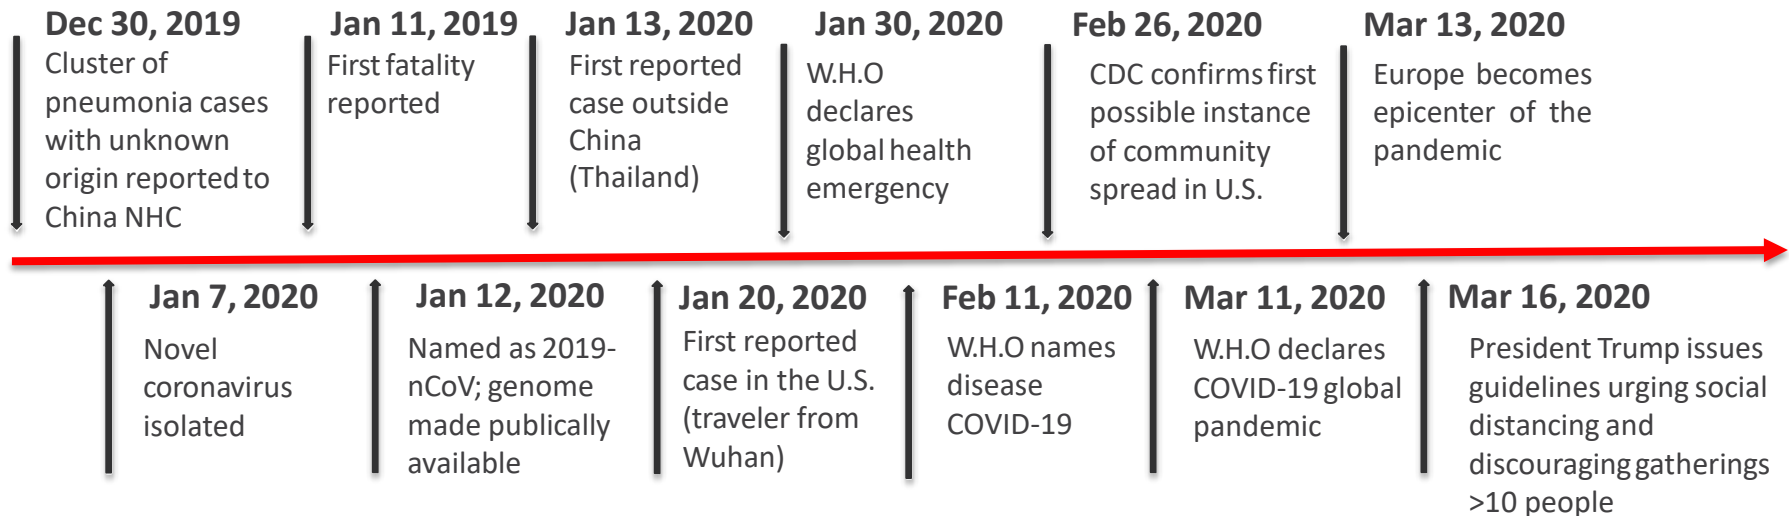 Dec 30, 2019
Cluster of
pneumonia cases
with unknown
origin reported to
China NHC
Jan 11, 2019
First fatality
reported
Jan 13, 2020
First reported
case outside
China
(Thailand)
Jan 30, 2020
W.H.O
declares
global health
emergency
Feb 26, 2020
CDC confirms first
possible instance
of community
spread in U.S.
Mar 13, 2020
Europe becomes
epicenter of the
pandemic
Jan 7, 2020
Novel
coronavirus
isolated
Jan 12, 2020
Named as 2019-
nCoV; genome
made publically
available
Jan 20, 2020
First reported
case in the U.S.
(traveler from
Wuhan)
Feb 11, 2020
W.H.O names
disease
COVID-19
Mar 11, 2020
W.H.O declares
COVID-19 global
pandemic
Mar 16, 2020
President Trump issues
guidelines urging social
distancing and
discouraging gatherings
>10 people